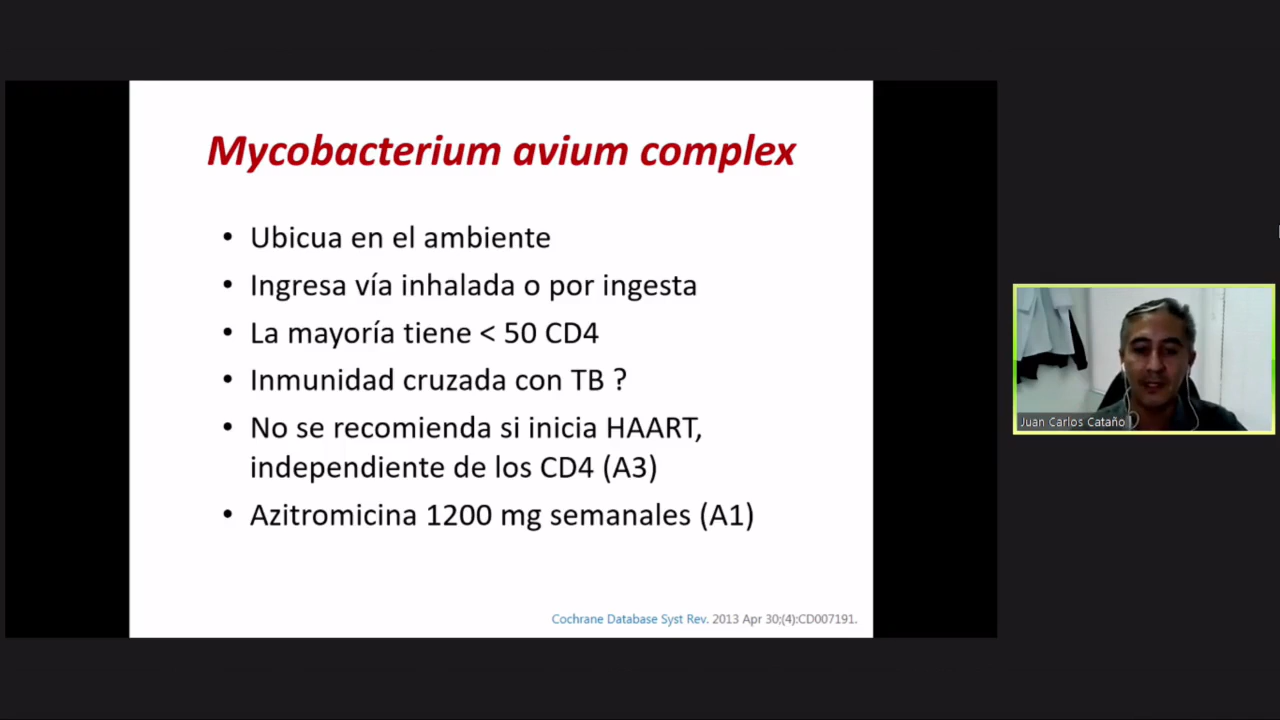 Mycobacterium avium complex
• Ubicua en el ambiente
• Ingresa vía inhalada o por ingesta
• La mayoría tiene < 50 CD4
• Inmunidad cruzada con TB ?
• No se recomienda si inicia HAART,
independiente de los CD4 (A3)
• Azitromicina 1200 mg semanales (A1)
Cochrane Database Syst Rev. 2013 Apr 30;(4):CD007191.
Juan Carlos Cataño